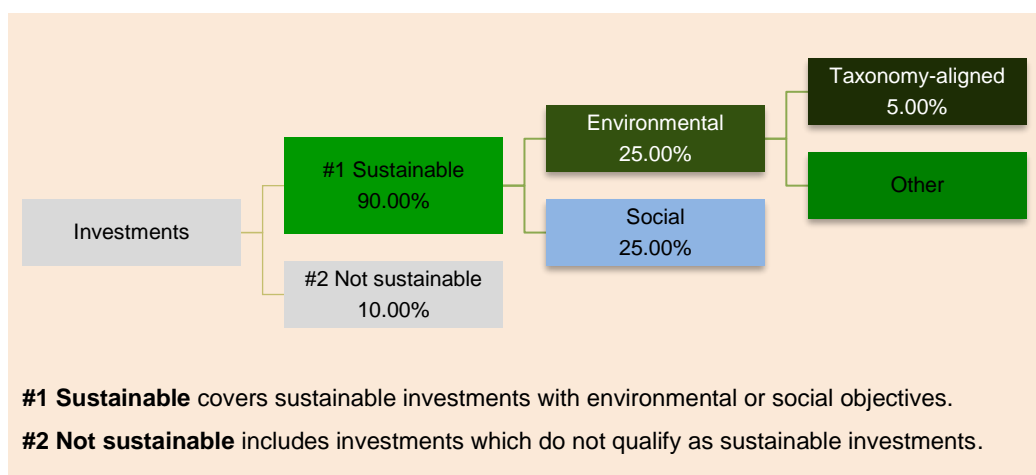 Investments
#1 Sustainable
90.00%
#2 Not sustainable
10.00%
Environmental
25.00%
Social
25.00%
Taxonomy-aligned
5.00%
Other
#1 Sustainable covers sustainable investments with environmental or social objectives.
#2 Not sustainable includes investments which do not qualify as sustainable investments.